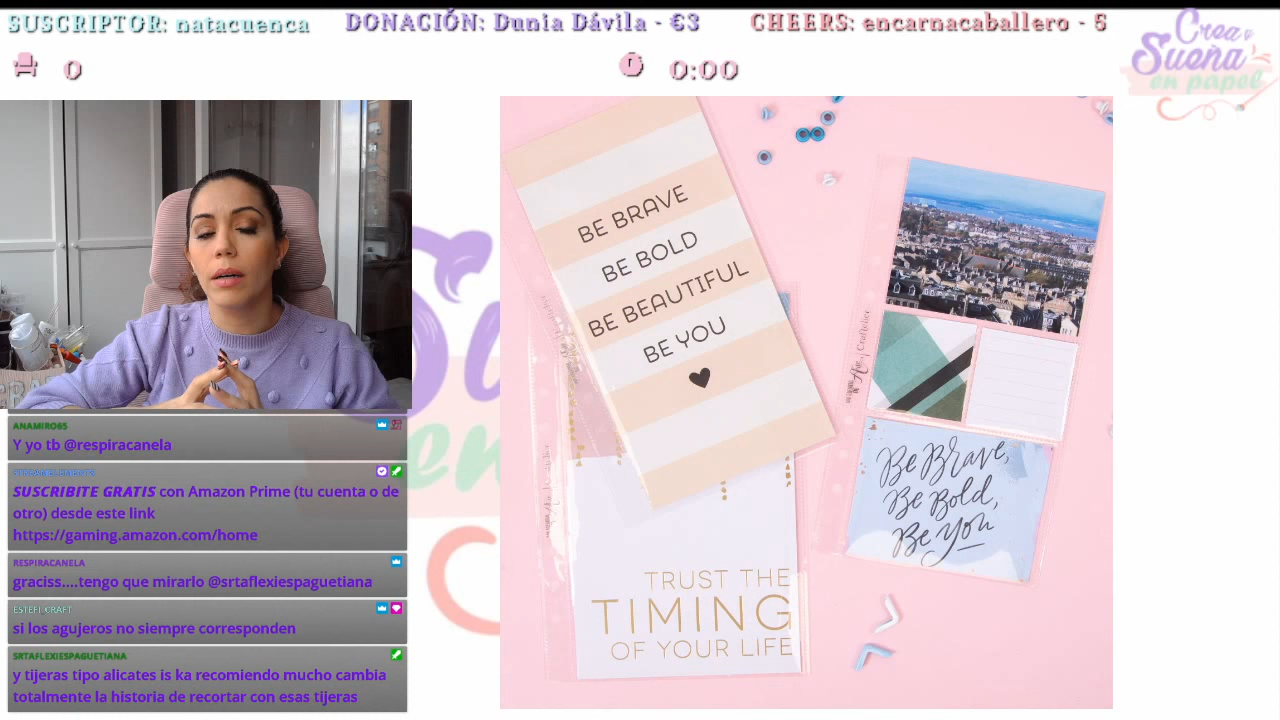 SUSCRIPTOR: natacuenca
DONACIÓN: Dunia Dávila - €3
CHEERS: encarnacaballero - 5
Crea y
Sueña
en papel
0
0:00
BE BRAVE
BE BOLD
BE BEAUTIFUL
BE YOU
Be Brave,
Be Bold,
Be You
TRUST THE
TIMING
OF YOUR LIFE
ANAMIRO65
Y yo tb @respiracanela
SUSCRIBITE GRATIS con Amazon Prime (tu cuenta o de
otro) desde este link
https://gaming.amazon.com/home
RESPIRACANELA
graciss....tengo que mirarlo @srtaflexiespaguetiana
ESTEFI_CRAFT
si los agujeros no siempre corresponden
SRTAFLEXIESPAGUETIANA
y tijeras tipo alicates is ka recomiendo mucho cambia
totalmente la historia de recortar con esas tijeras